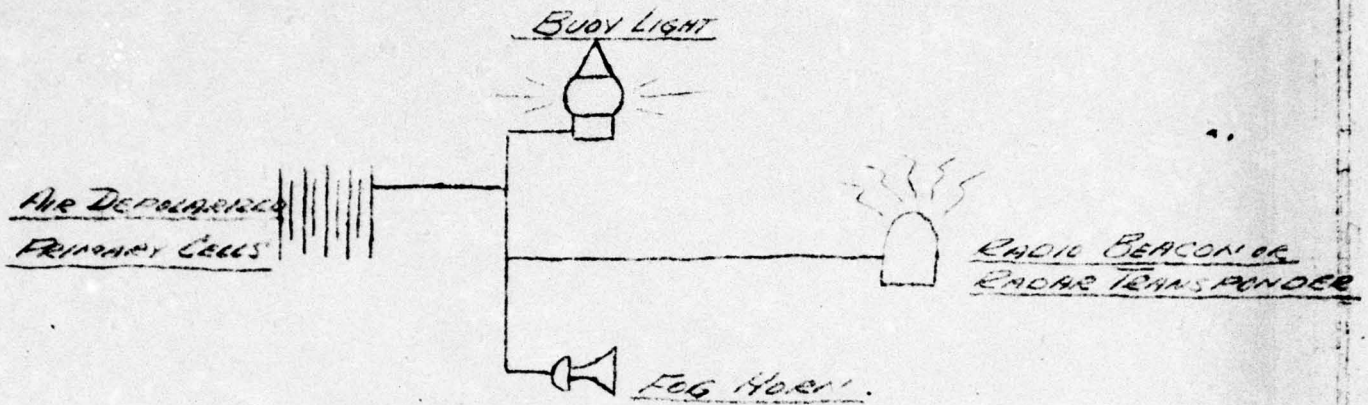 BUOY LIGHT
AIR DEPOLARIZED
PRIMARY CELLS
RADIO BEACON OR
RADAR TRANSPONDER
FOG HORN.